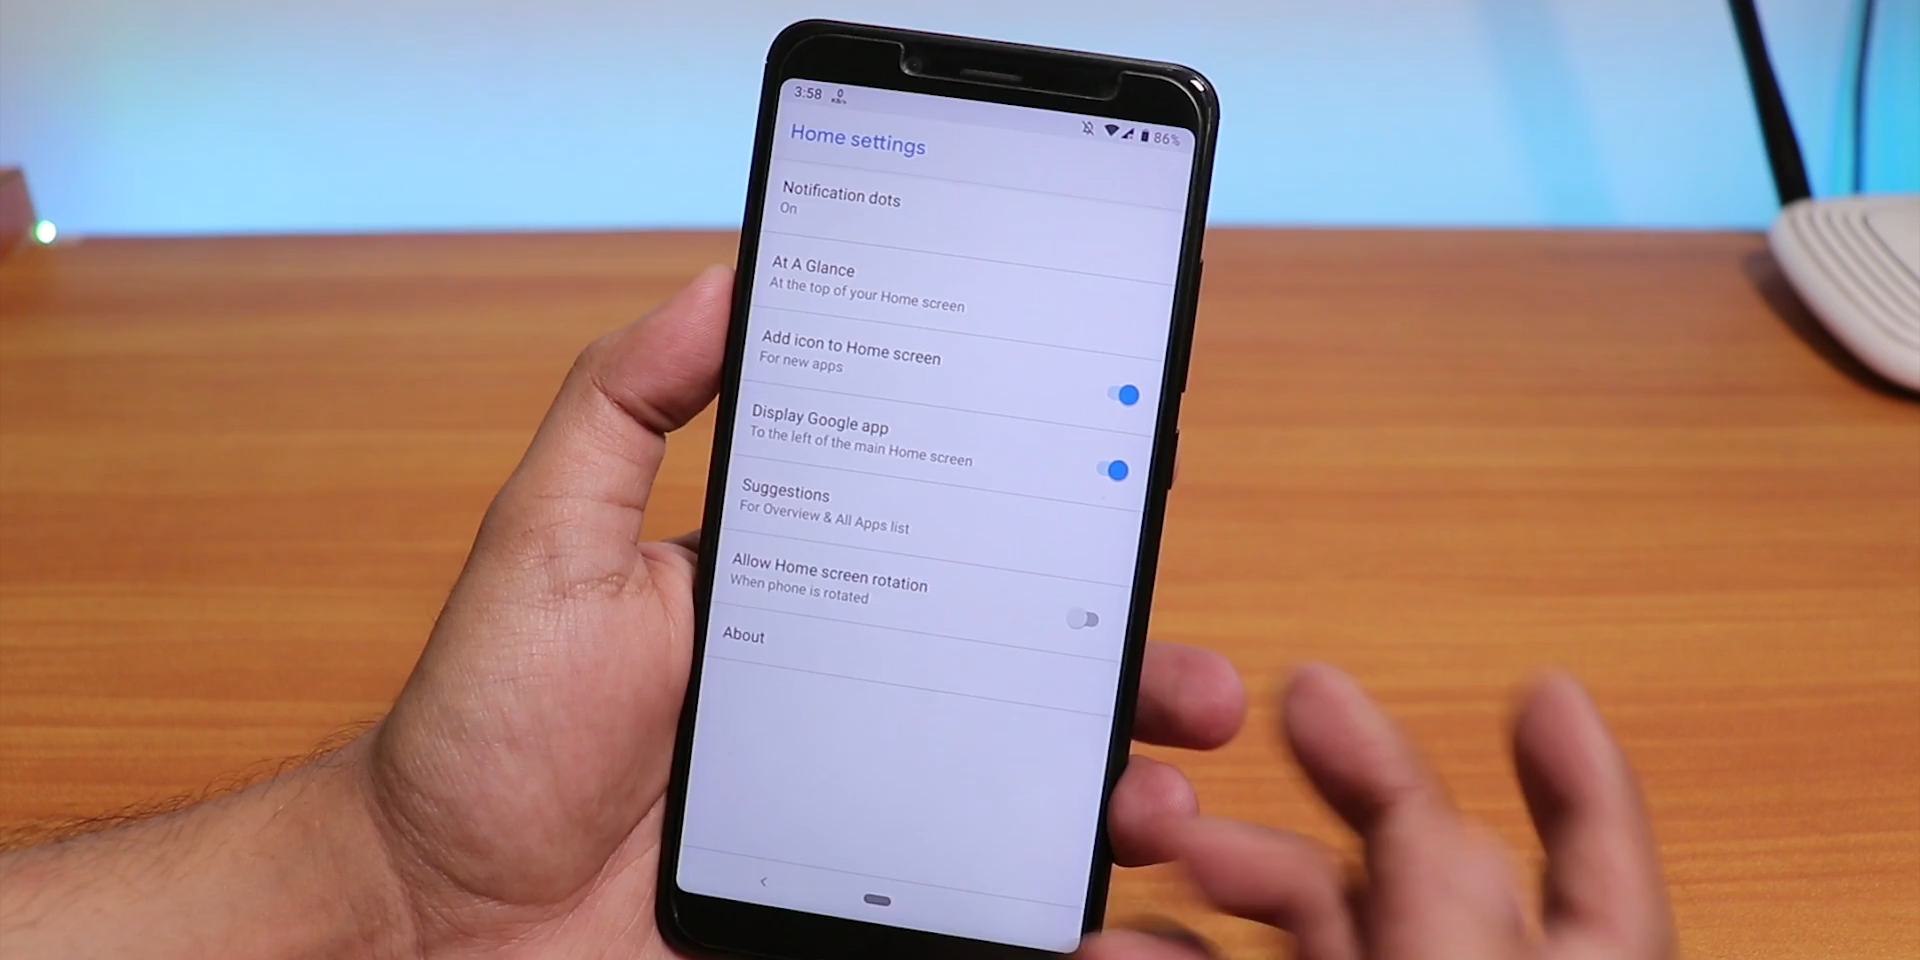 3:58 0 KB/s 86%
Home settings
Notification dots
On
At A Glance
At the top of your Home screen
Add icon to Home screen
For new apps
Display Google app
To the left of the main Home screen
Suggestions
For Overview & All Apps list
Allow Home screen rotation
When phone is rotated
About